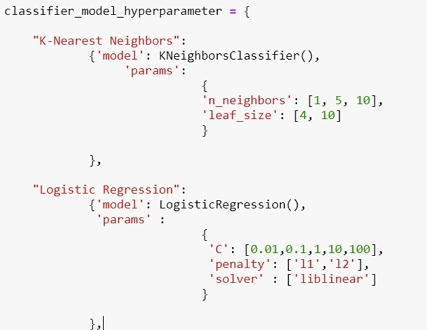 classifier_model_hyperparameter = {
"K-Nearest Neighbors":
{'model': KNeighborsClassifier(),
'params':
{
'n_neighbors': [1, 5, 10],
'leaf_size': [4, 10]
}
},
"Logistic Regression":
{'model': LogisticRegression(),
'params' :
{
'C': [0.01,0.1,1,10,100],
'penalty': ['l1','l2'],
'solver' : ['liblinear']
}
},